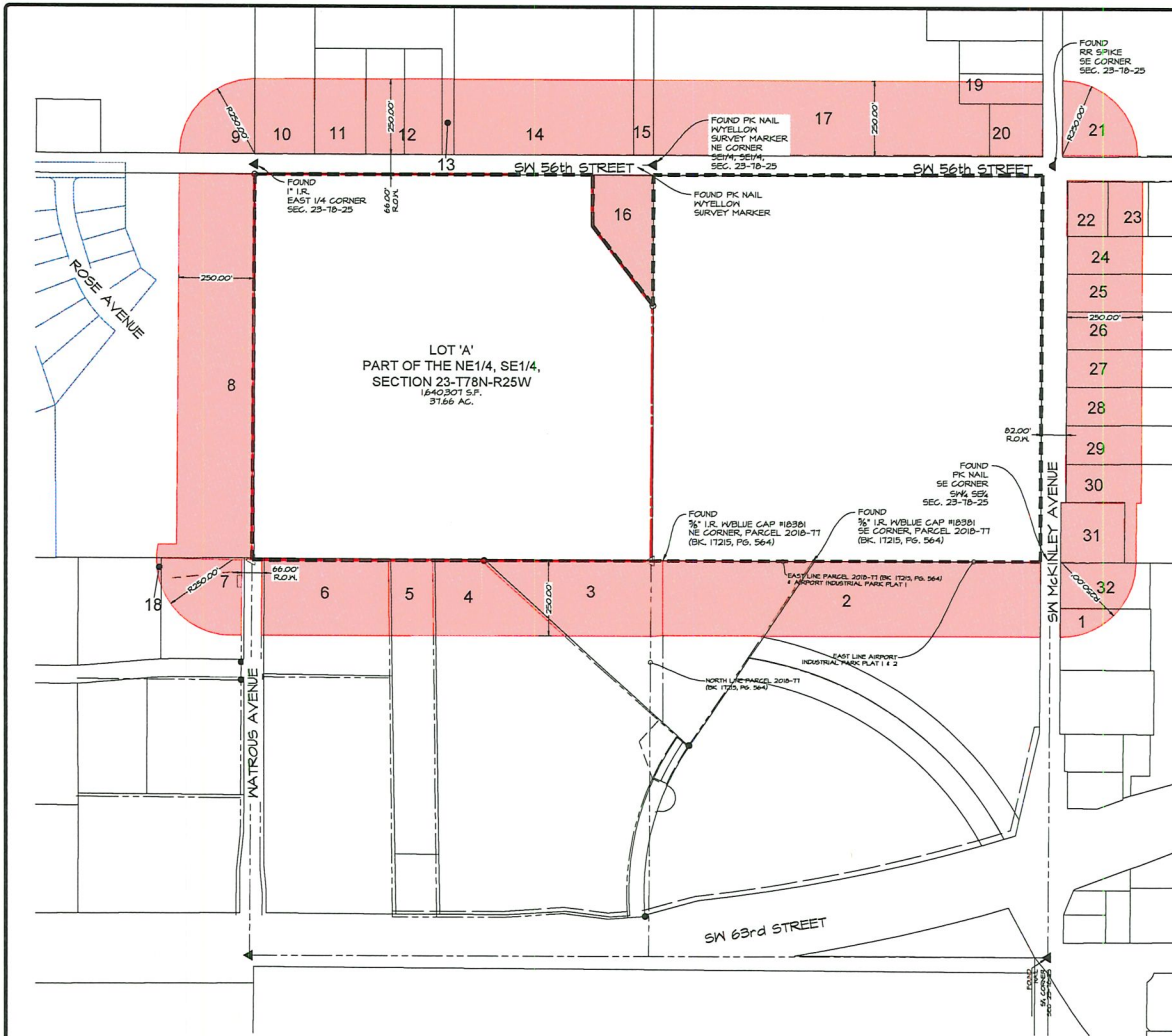 FOUND
RR SPIKE
SE CORNER
SEC. 23-78-25
19
R250.00'
250.00'
9
10
11
12
13
14
15
FOUND PK NAIL
W/YELLOW
SURVEY MARKER
NE CORNER
SE1/4, SE1/4,
SEC. 23-78-25
17
250.00'
20
R250.00'
21
SW 56th STREET
SW 56th STREET
FOUND
1" I.R.
EAST 1/4 CORNER
SEC. 23-78-25
66.00'
R.O.W.
16
FOUND PK NAIL
W/YELLOW
SURVEY MARKER
22
23
24
25
250.00'
26
27
28
29
30
31
32
1
ROSE AVENUE
250.00'
8
LOT 'A'
PART OF THE NE1/4, SE1/4,
SECTION 23-T78N-R25W
1,640,307 S.F.
37.66 AC.
82.00'
R.O.W.
FOUND
PK NAIL
SE CORNER
SW¼ SE¼
SEC. 23-78-25
SW McKINLEY AVENUE
R250.00'
FOUND
⅝" I.R. W/BLUE CAP #18381
NE CORNER, PARCEL 2018-77
(BK. 17215, PG. 564)
FOUND
⅝" I.R. W/BLUE CAP #18381
SE CORNER, PARCEL 2018-77
(BK. 17215, PG. 564)
EAST LINE PARCEL 2018-77 (BK. 17215, PG. 564)
& AIRPORT INDUSTRIAL PARK PLAT 1
18
R250.00'
7
66.00'
R.O.W.
6
5
4
250.00'
3
2
EAST LINE AIRPORT
INDUSTRIAL PARK PLAT 1 & 2
NORTH LINE PARCEL 2018-77
(BK. 17215, PG. 564)
WATROUS AVENUE
SW 63rd STREET
FOUND